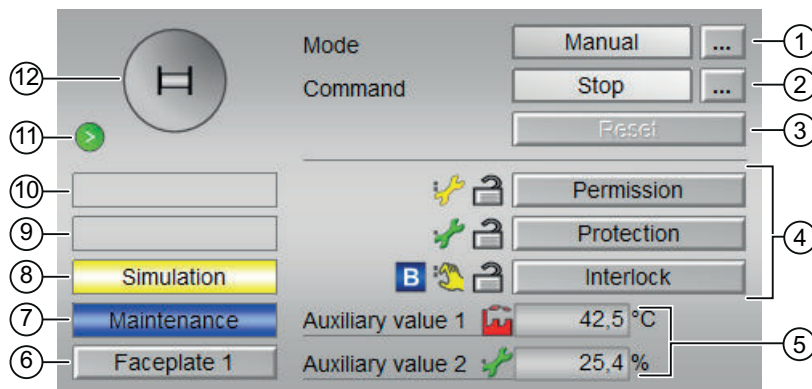 Mode Manual ... 1
Command Stop ... 2
Reset 3
12
11 >
10 Permission
9 Protection 4
8 Simulation B Interlock
7 Maintenance Auxiliary value 1 42,5 °C
5
6 Faceplate 1 Auxiliary value 2 25,4 %